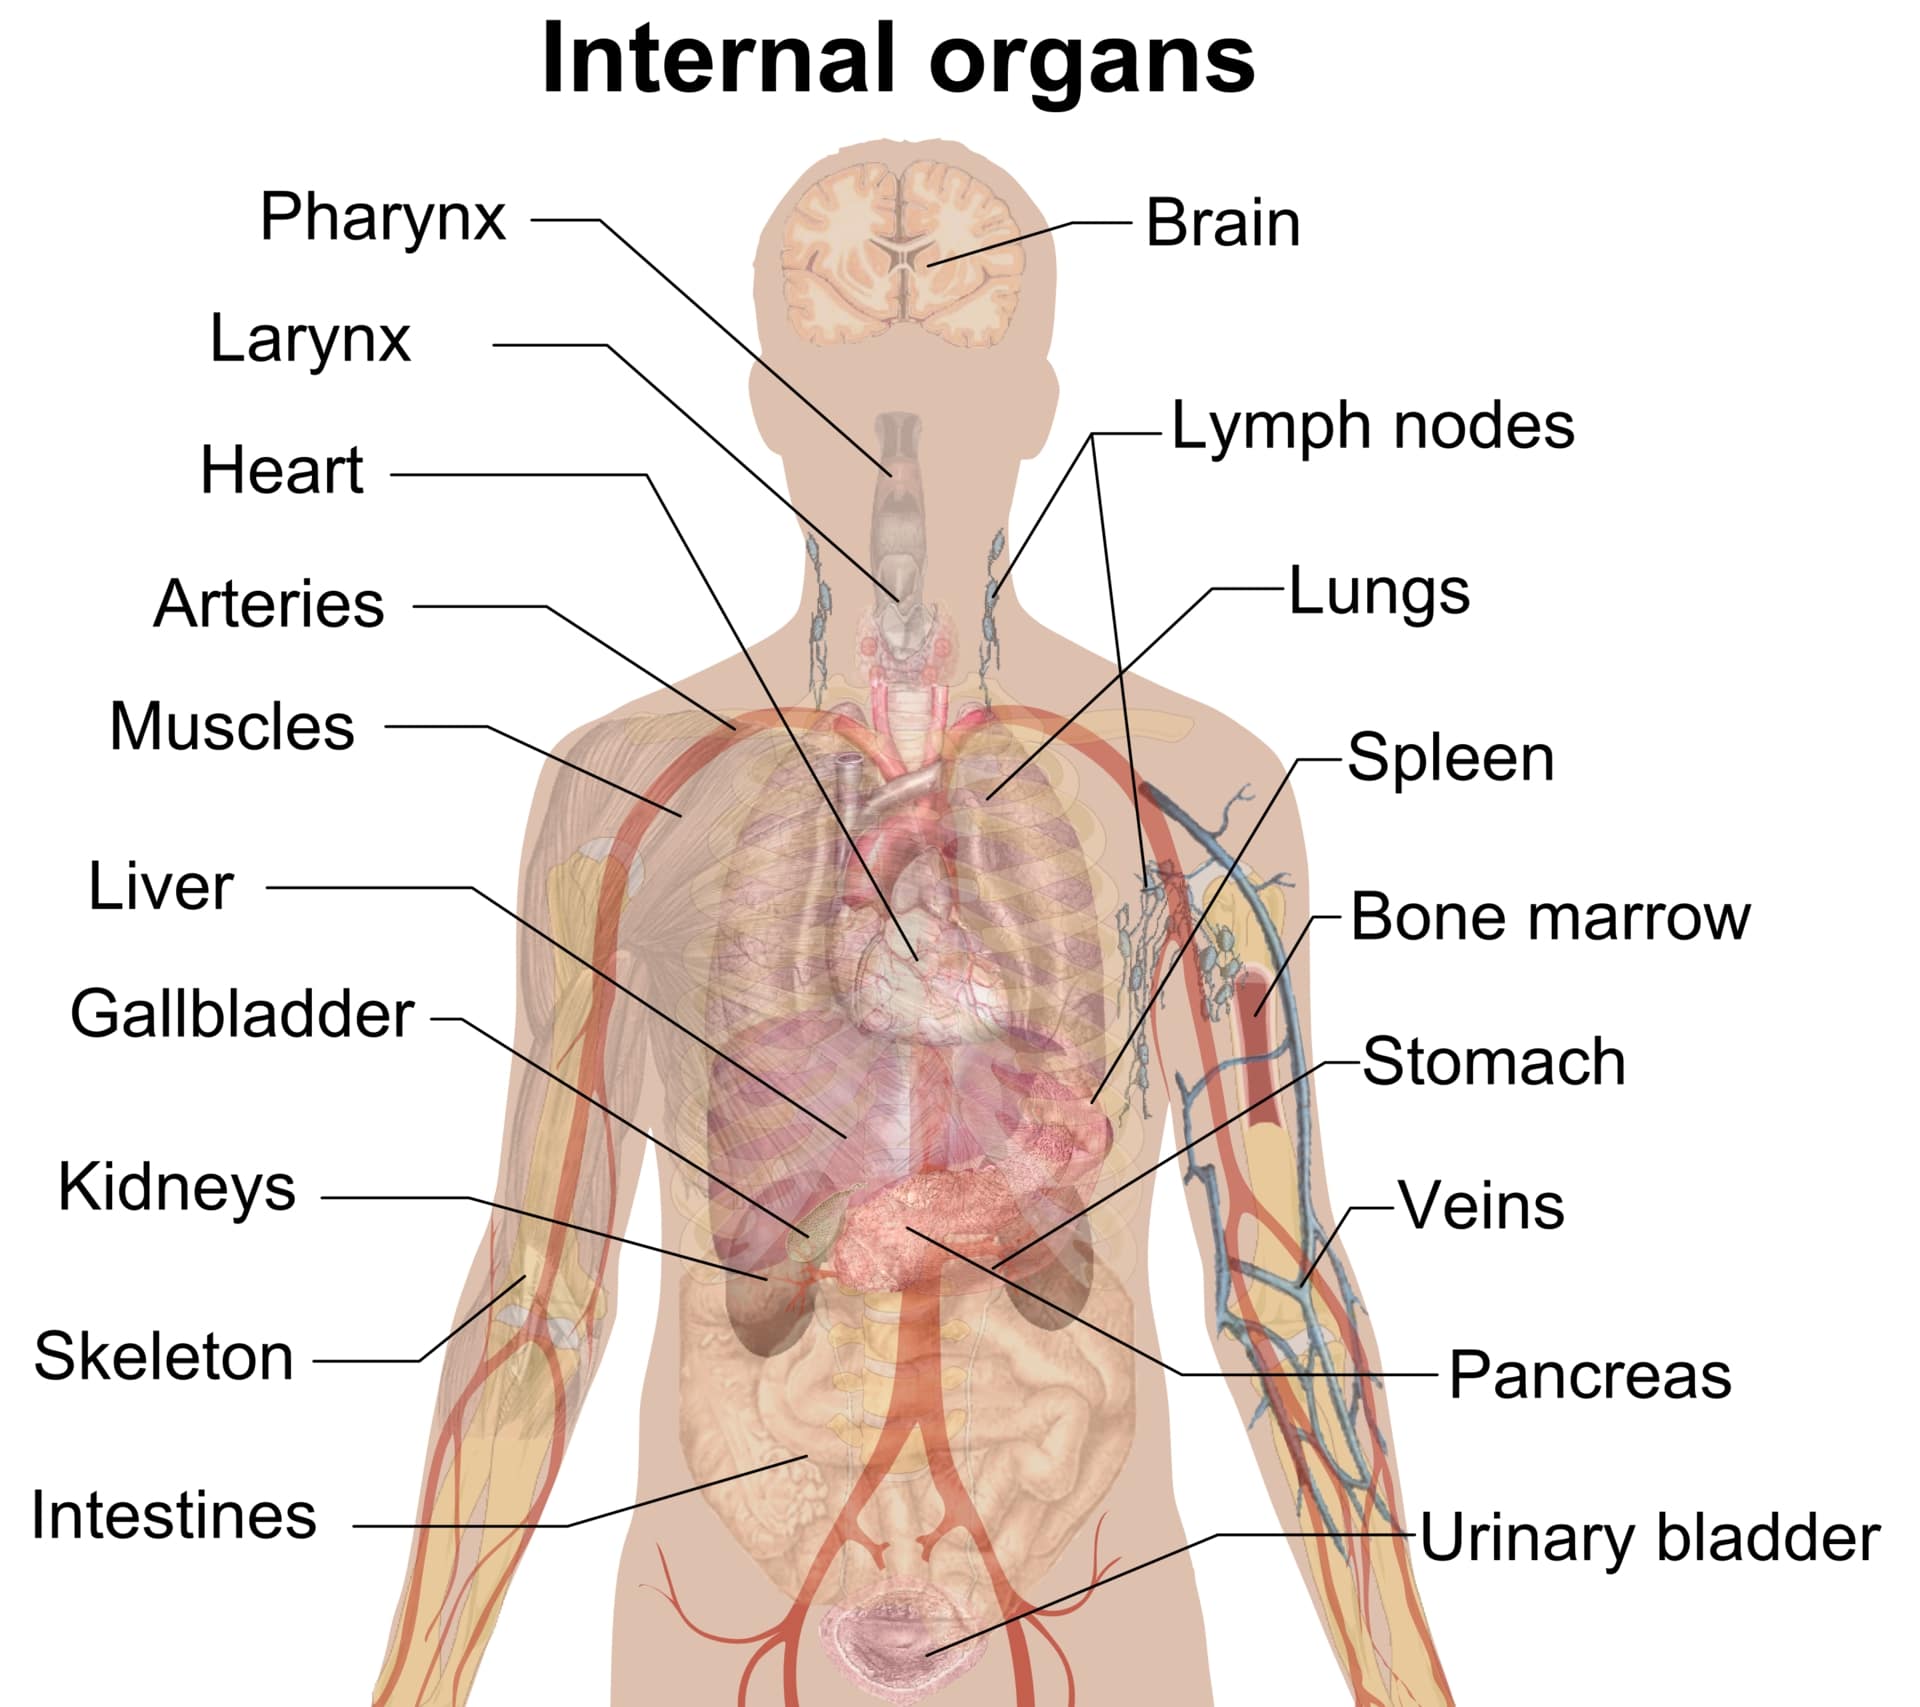 Internal organs
Pharynx
Brain
Larynx
Lymph nodes
Heart
Lungs
Arteries
Muscles
Spleen
Liver
Bone marrow
Gallbladder
Stomach
Kidneys
Veins
Skeleton
Pancreas
Intestines
Urinary bladder